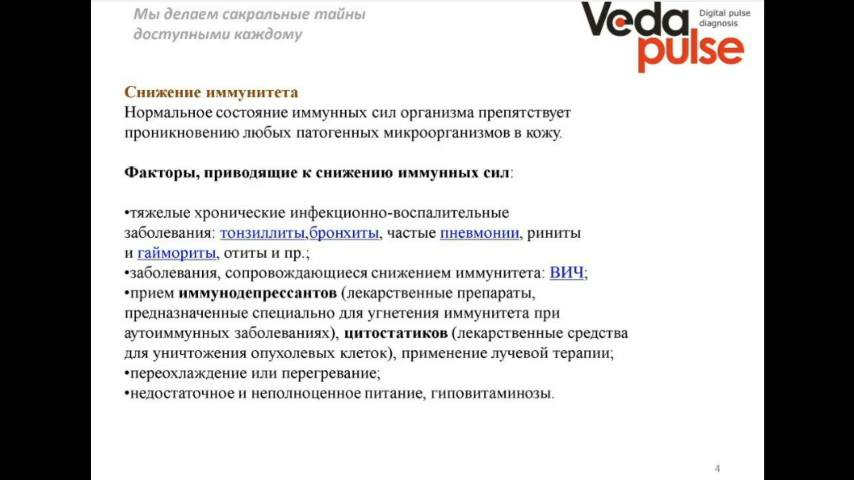 Мы делаем сакральные тайны
доступными каждому
Veda pulse
Digital pulse
diagnosis
Снижение иммунитета
Нормальное состояние иммунных сил организма препятствует
проникновению любых патогенных микроорганизмов в кожу.
Факторы, приводящие к снижению иммунных сил:
•тяжелые хронические инфекционно-воспалительные
заболевания: тонзиллиты,бронхиты, частые пневмонии, риниты
и гаймориты, отиты и пр.;
•заболевания, сопровождающиеся снижением иммунитета: ВИЧ;
•прием иммунодепрессантов (лекарственные препараты,
предназначенные специально для угнетения иммунитета при
аутоиммунных заболеваниях), цитостатиков (лекарственные средства
для уничтожения опухолевых клеток), применение лучевой терапии;
•переохлаждение или перегревание;
•недостаточное и неполноценное питание, гиповитаминозы.
4